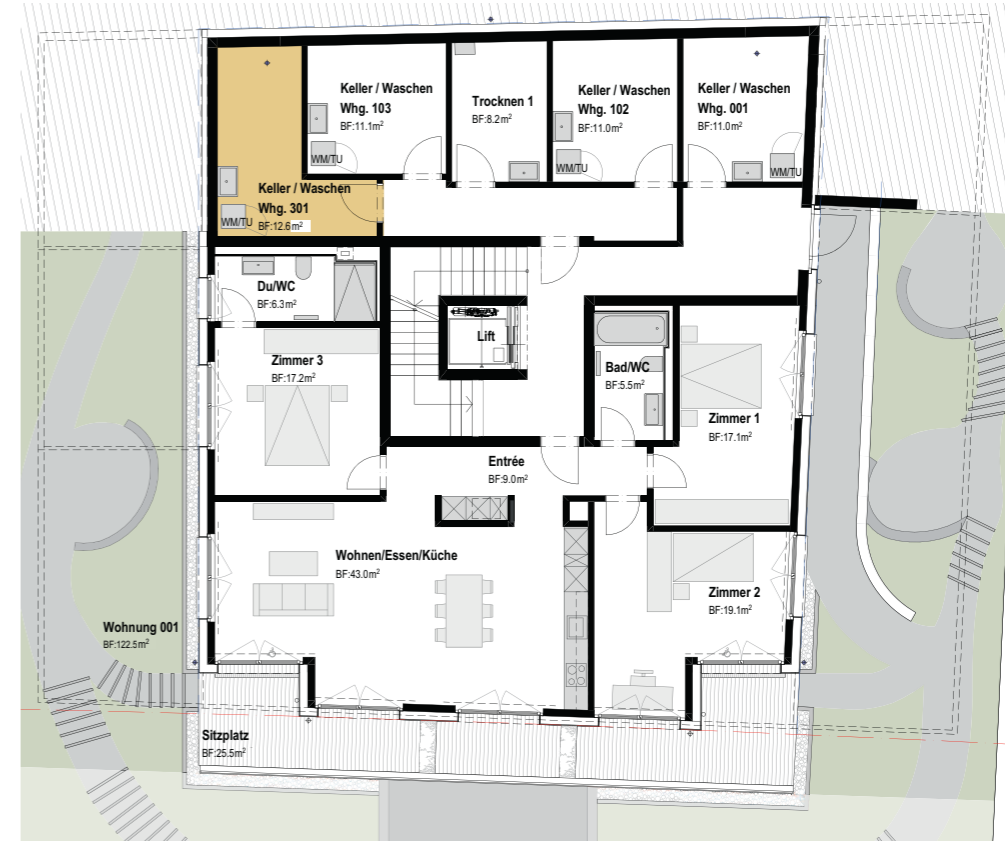 Keller / Waschen
Whg. 103
BF:11.1m²
WM/TU
Trocknen 1
BF:8.2m²
Keller / Waschen
Whg. 102
BF:11.0m²
WM/TU
Keller / Waschen
Whg. 001
BF:11.0m²
WM/TU
Keller / Waschen
Whg. 301
BF:12.6m²
WM/TU
Du/WC
BF:6.3m²
Lift
Zimmer 3
BF:17.2m²
Bad/WC
BF:5.5m²
Zimmer 1
BF:17.1m²
Entrée
BF:9.0m²
Wohnen/Essen/Küche
BF:43.0m²
Zimmer 2
BF:19.1m²
Wohnung 001
BF:122.5m²
Sitzplatz
BF:25.5m²